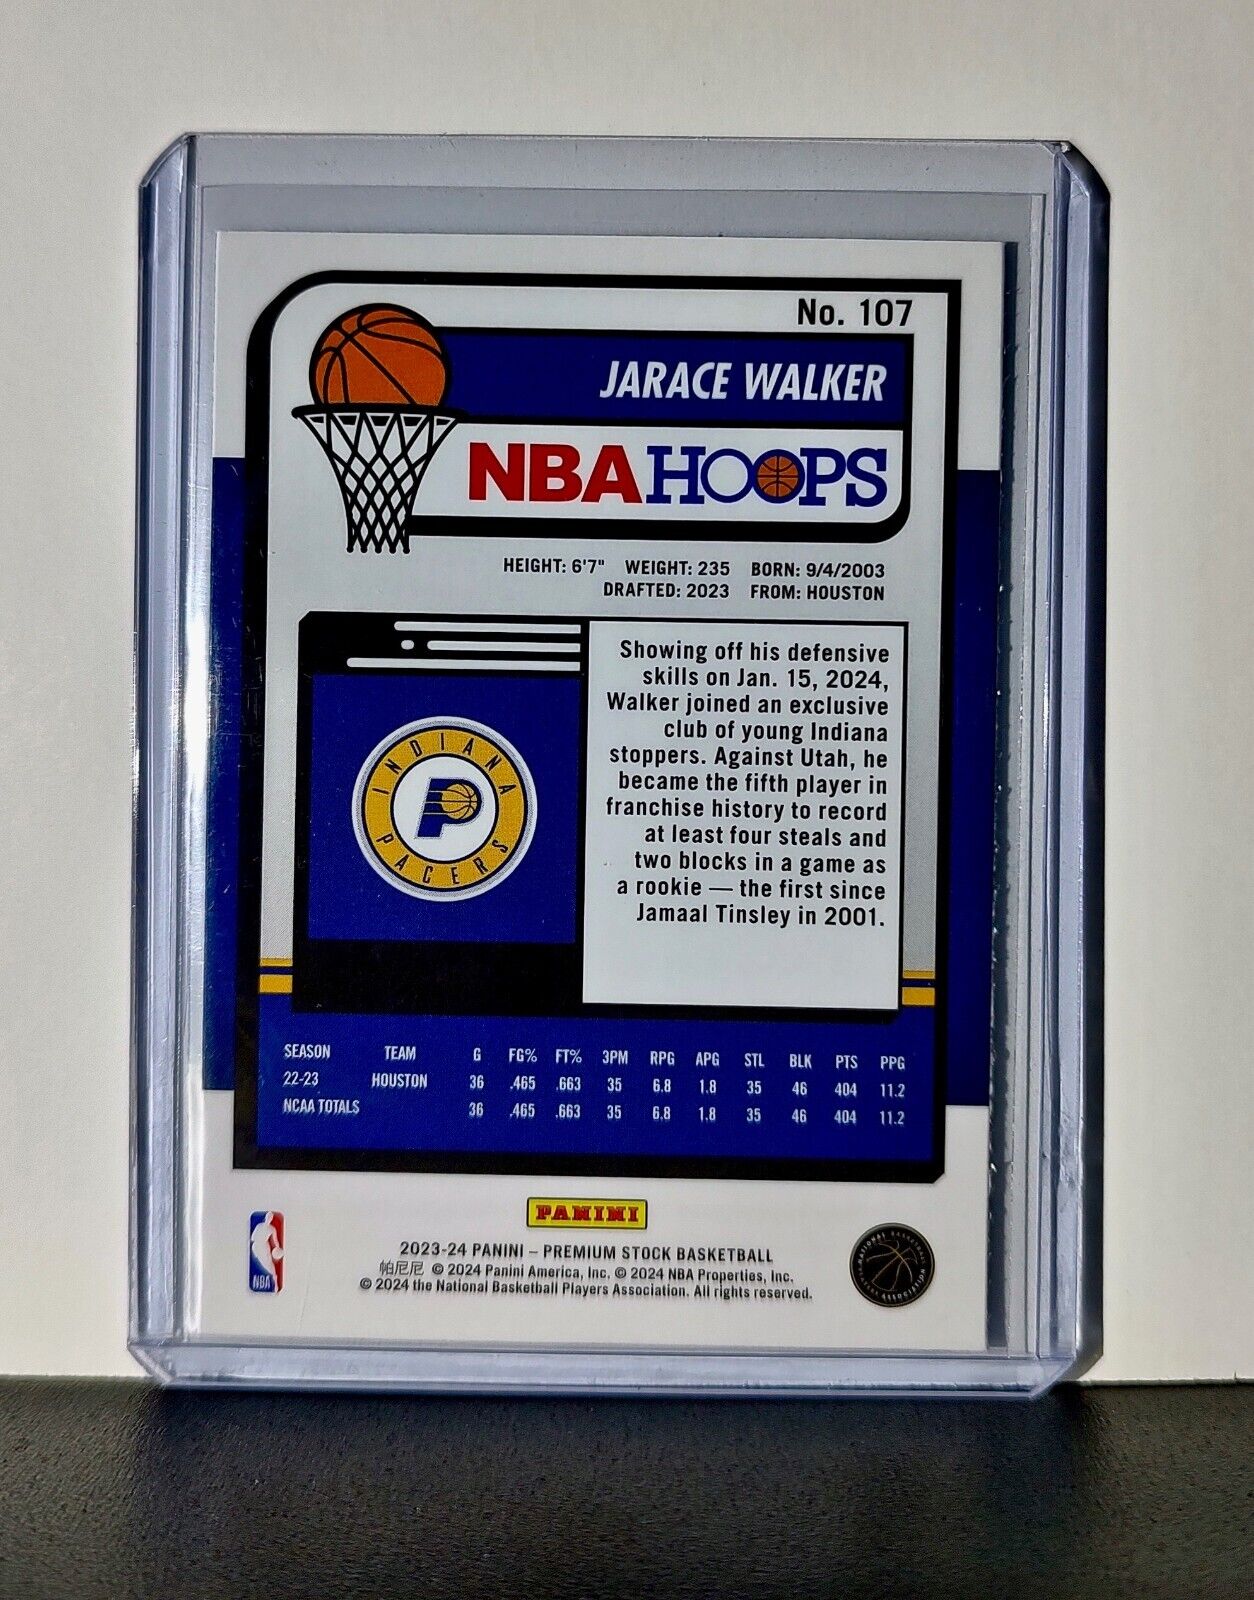 No. 107
JARACE WALKER
NBA HOOPS
HEIGHT: 6'7" WEIGHT: 235 BORN: 9/4/2003
DRAFTED: 2023 FROM: HOUSTON
Showing off his defensive
skills on Jan. 15, 2024,
Walker joined an exclusive
club of young Indiana
stoppers. Against Utah, he
became the fifth player in
franchise history to record
at least four steals and
two blocks in a game as
a rookie — the first since
Jamaal Tinsley in 2001.
INDIANA
P
PACERS
SEASON TEAM G FG% FT% 3PM RPG APG STL BLK PTS PPG
22-23 HOUSTON 36 .465 .663 35 6.8 1.8 35 46 404 11.2
NCAA TOTALS 36 .465 .663 35 6.8 1.8 35 46 404 11.2
PANINI
2023-24 PANINI – PREMIUM STOCK BASKETBALL
帕尼尼 © 2024 Panini America, Inc. © 2024 NBA Properties, Inc.
© 2024 the National Basketball Players Association. All rights reserved.
NBA
NATIONAL BASKETBALL
PLAYERS ASSOCIATION